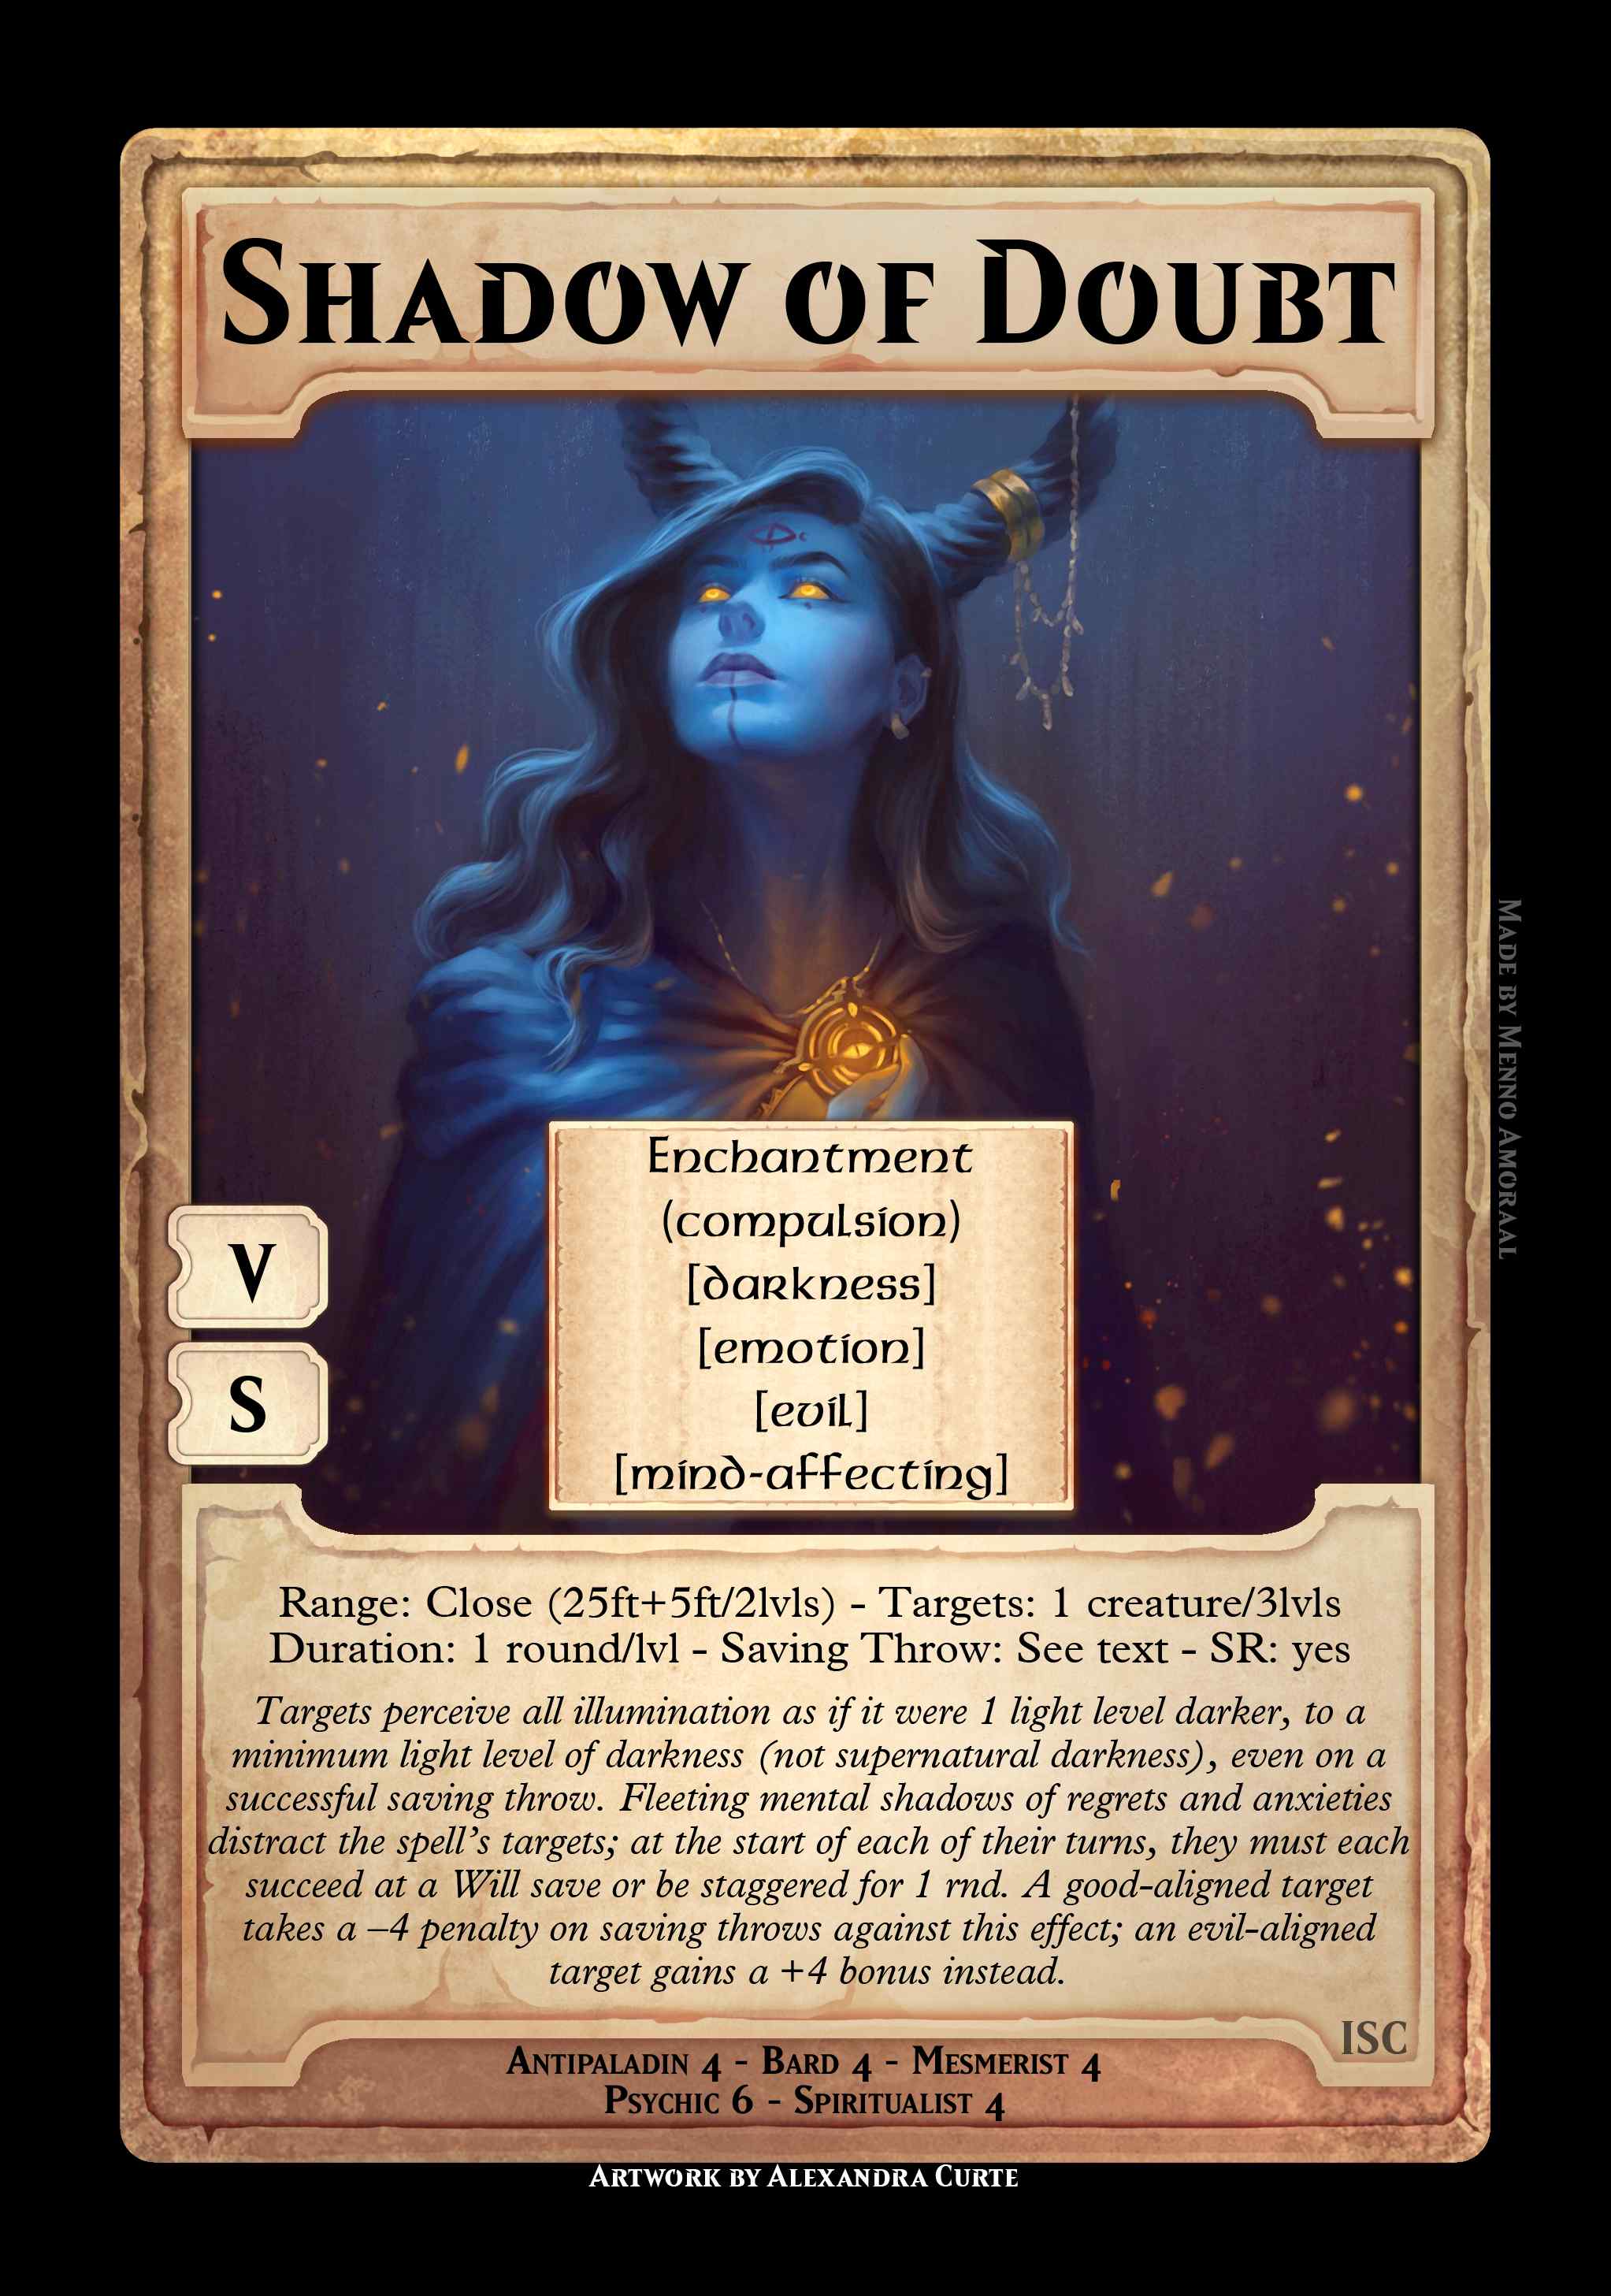 Shadow of Doubt
Enchantment
(compulsion)
[darkness]
[emotion]
[evil]
[mind-affecting]
V
S
Range: Close (25ft+5ft/2lvls) - Targets: 1 creature/3lvls
Duration: 1 round/lvl - Saving Throw: See text - SR: yes
Targets perceive all illumination as if it were 1 light level darker, to a
minimum light level of darkness (not supernatural darkness), even on a
successful saving throw. Fleeting mental shadows of regrets and anxieties
distract the spell’s targets; at the start of each of their turns, they must each
succeed at a Will save or be staggered for 1 rnd. A good-aligned target
takes a –4 penalty on saving throws against this effect; an evil-aligned
target gains a +4 bonus instead.
ISC
Antipaladin 4 - Bard 4 - Mesmerist 4
Psychic 6 - Spiritualist 4
Artwork by Alexandra Curte
Made by Menno Amoraal